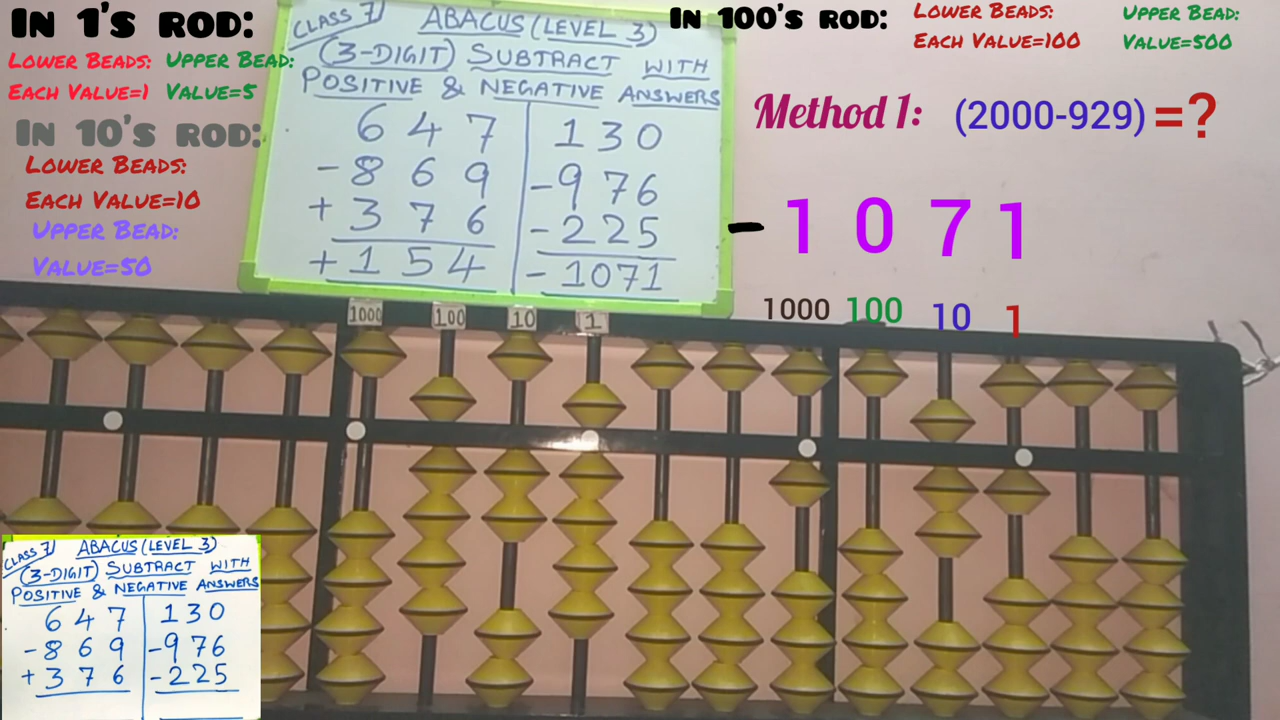 In 1's rod:
Lower Beads: Upper Bead:
Each Value=1 Value=5
In 10's rod:
Lower Beads:
Each Value=10
Upper Bead:
Value=50
CLASS 7/ ABACUS (LEVEL 3)
(3-DIGIT) SUBTRACT WITH
POSITIVE & NEGATIVE ANSWERS
6 4 7 1 3 0
- 8 6 9 - 9 7 6
+ 3 7 6 - 2 2 5
+ 1 5 4 - 1071
In 100's rod:
Lower Beads: Upper Bead:
Each Value=100 Value=500
Method 1: (2000-929) = ?
- 1 0 7 1
1000 100 10 1
1000 100 10 1
CLASS 7/ ABACUS (LEVEL 3)
(3-DIGIT) SUBTRACT WITH
POSITIVE & NEGATIVE ANSWERS
6 4 7 1 3 0
- 8 6 9 - 9 7 6
+ 3 7 6 - 2 2 5